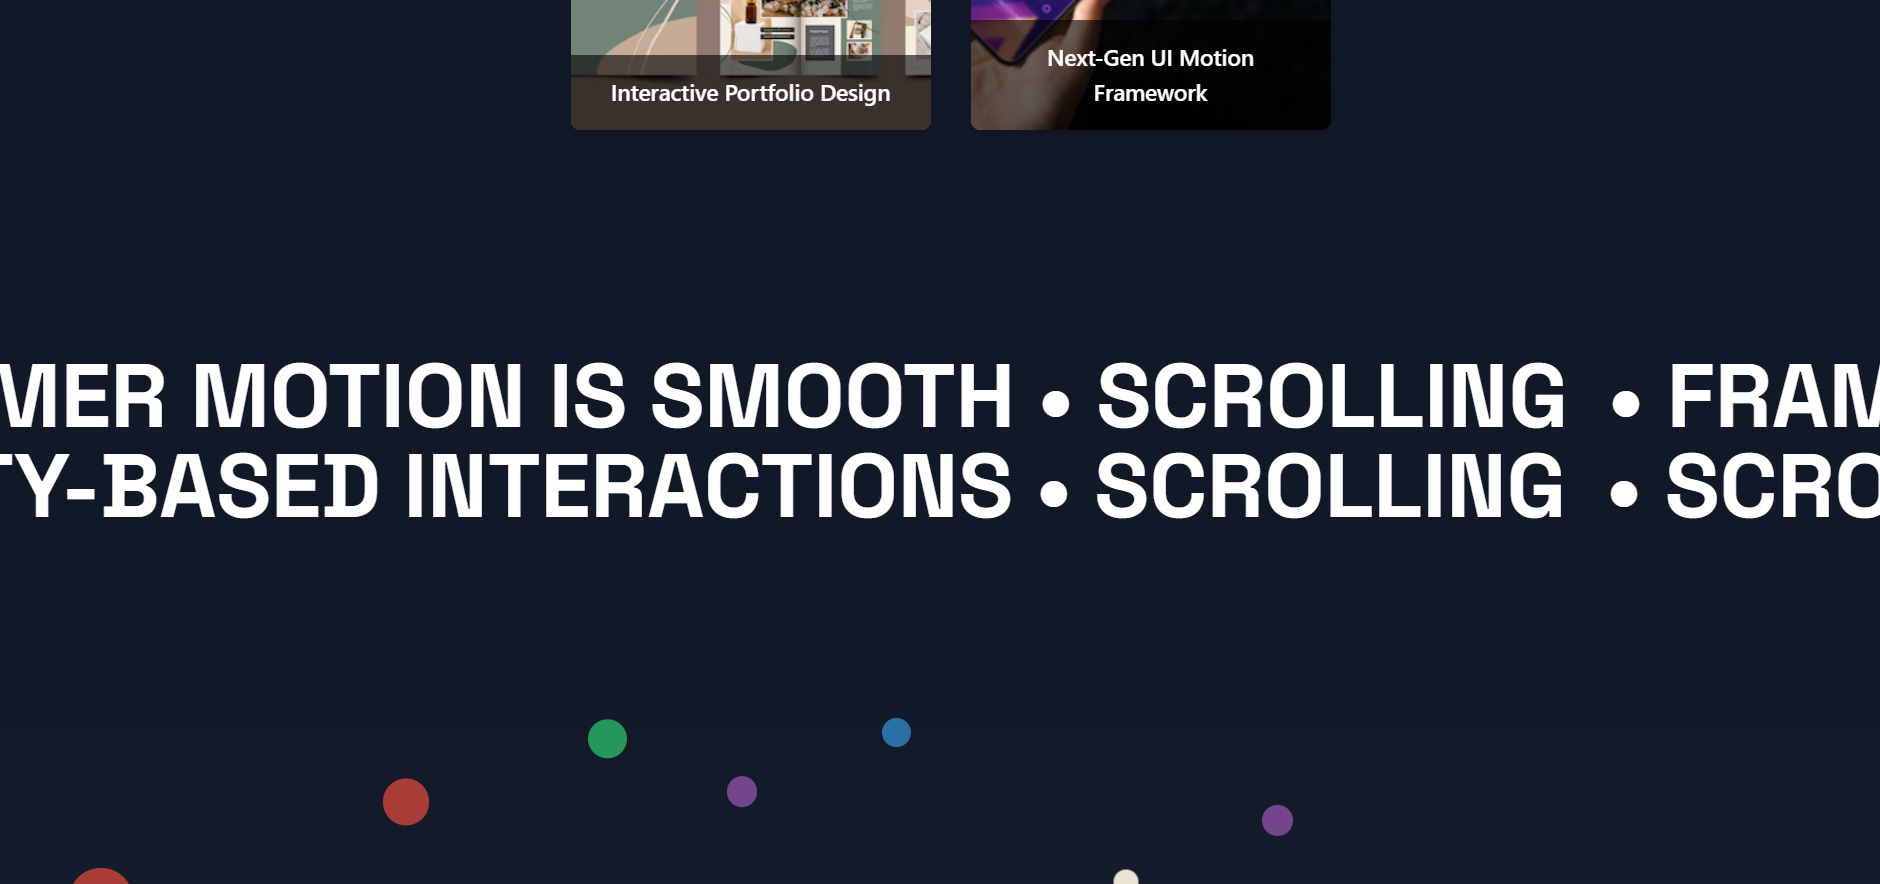 Interactive Portfolio Design
Next-Gen UI Motion
Framework
MER MOTION IS SMOOTH • SCROLLING • FRAM
TY-BASED INTERACTIONS • SCROLLING • SCRO